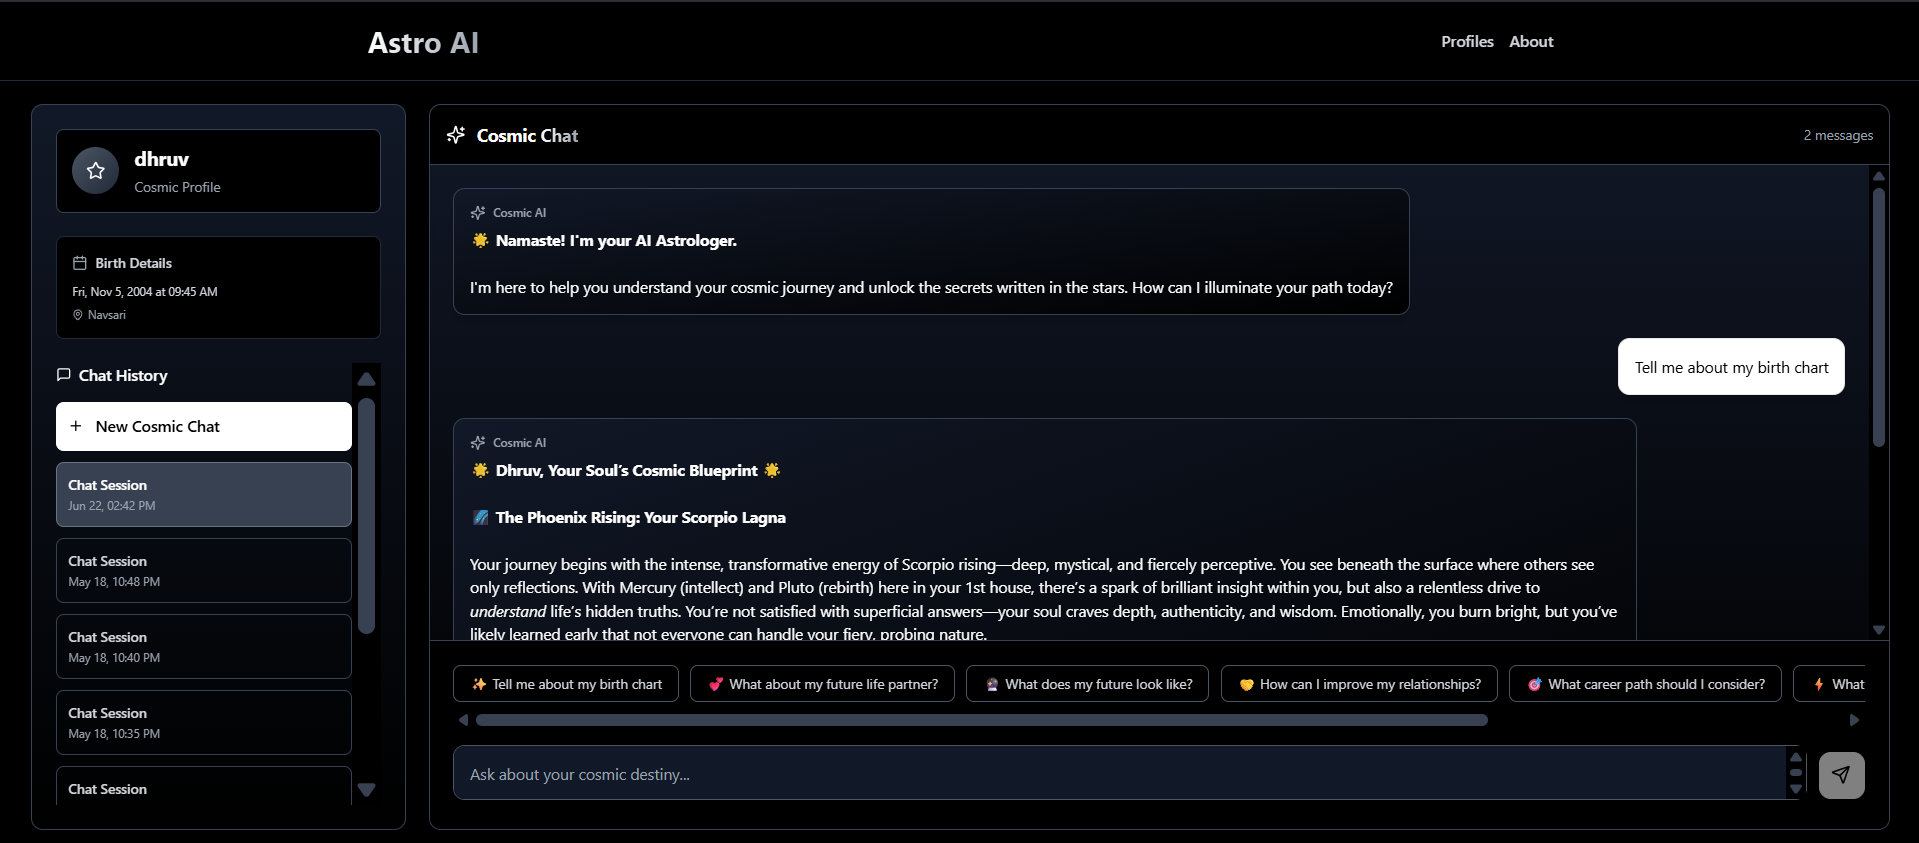 Astro AI
Profiles
About
dhruv
Cosmic Profile
Birth Details
Fri, Nov 5, 2004 at 09:45 AM
Navsari
Chat History
+ New Cosmic Chat
Chat Session
Jun 22, 02:42 PM
Chat Session
May 18, 10:48 PM
Chat Session
May 18, 10:40 PM
Chat Session
May 18, 10:35 PM
Chat Session
Cosmic Chat
2 messages
Cosmic AI
🌟 Namaste! I'm your AI Astrologer.
I'm here to help you understand your cosmic journey and unlock the secrets written in the stars. How can I illuminate your path today?
Tell me about my birth chart
Cosmic AI
🌟 Dhruv, Your Soul’s Cosmic Blueprint 🌟
🌌 The Phoenix Rising: Your Scorpio Lagna
Your journey begins with the intense, transformative energy of Scorpio rising—deep, mystical, and fiercely perceptive. You see beneath the surface where others see
only reflections. With Mercury (intellect) and Pluto (rebirth) here in your 1st house, there’s a spark of brilliant insight within you, but also a relentless drive to
understand life’s hidden truths. You’re not satisfied with superficial answers—your soul craves depth, authenticity, and wisdom. Emotionally, you burn bright, but you’ve
likely learned early that not everyone can handle your fiery, probing nature.
✨ Tell me about my birth chart
💕 What about my future life partner?
🔮 What does my future look like?
🤝 How can I improve my relationships?
🎯 What career path should I consider?
⚡ What
Ask about your cosmic destiny...